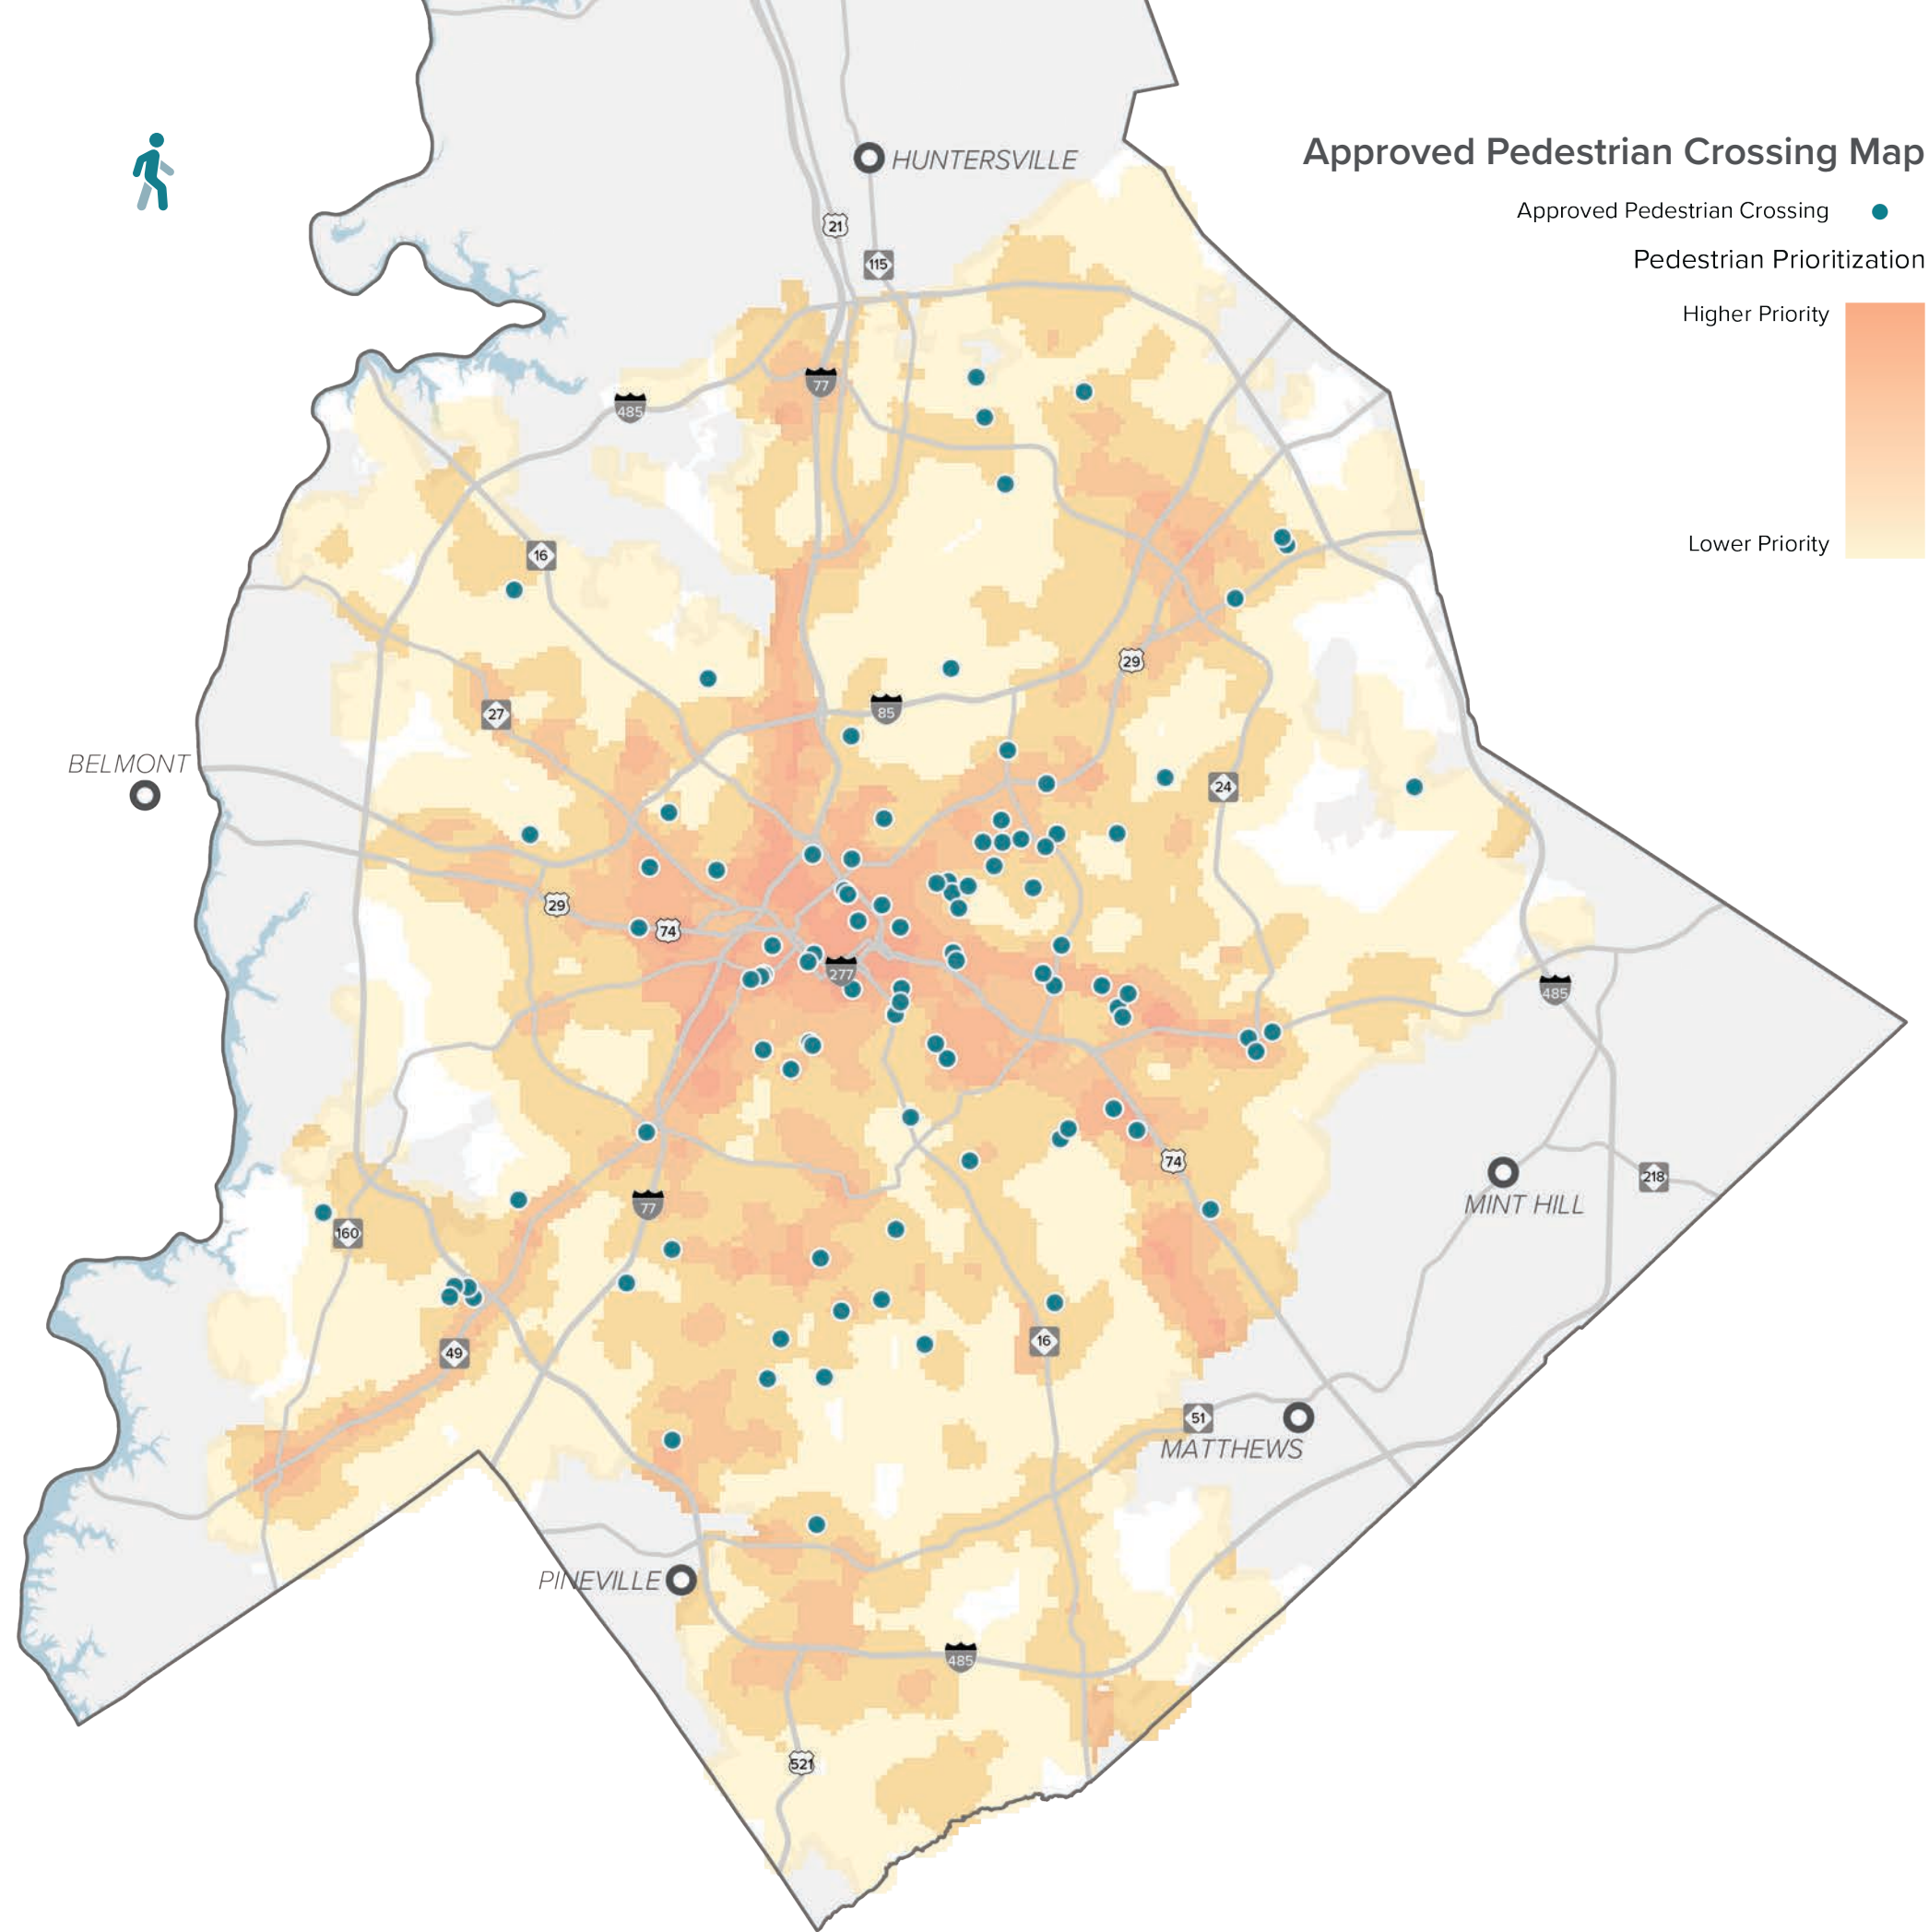 HUNTERSVILLE
Approved Pedestrian Crossing Map
Approved Pedestrian Crossing
21
Pedestrian Prioritization
115
Higher Priority
77
485
Lower Priority
16
29
27
85
BELMONT
24
29
74
277
485
74
218
MINT HILL
77
160
16
49
51
MATTHEWS
PINEVILLE
485
521